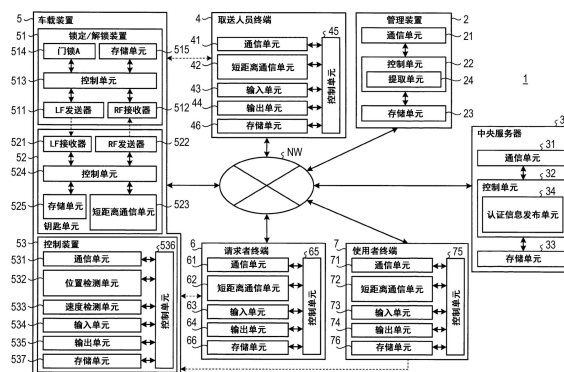 5 车载装置
51 锁定/解锁装置
514 门锁A 存储单元 515
513 控制单元
511 LF发送器 RF接收器 512
521 LF接收器 RF发送器 522
52
524 控制单元
525 存储单元 短距离通信单元 523
钥匙单元
53 控制装置 536
531 通信单元
532 位置检测单元
533 速度检测单元
534 输入单元
535 输出单元
537 存储单元
控制单元
4 取送人员终端 45
41 通信单元
42 短距离通信单元
43 输入单元
44 输出单元
46 存储单元
控制单元
管理装置 2
通信单元 21
控制单元 22
提取单元 24
存储单元 23
1
NW
中央服务器 3
通信单元 31
32
控制单元 34
认证信息发布单元
33
存储单元
6 请求者终端 65
61 通信单元
62 短距离通信单元
63 输入单元
64 输出单元
66 存储单元
控制单元
7 使用者终端 75
71 通信单元
72 短距离通信单元
73 输入单元
74 输出单元
76 存储单元
控制单元